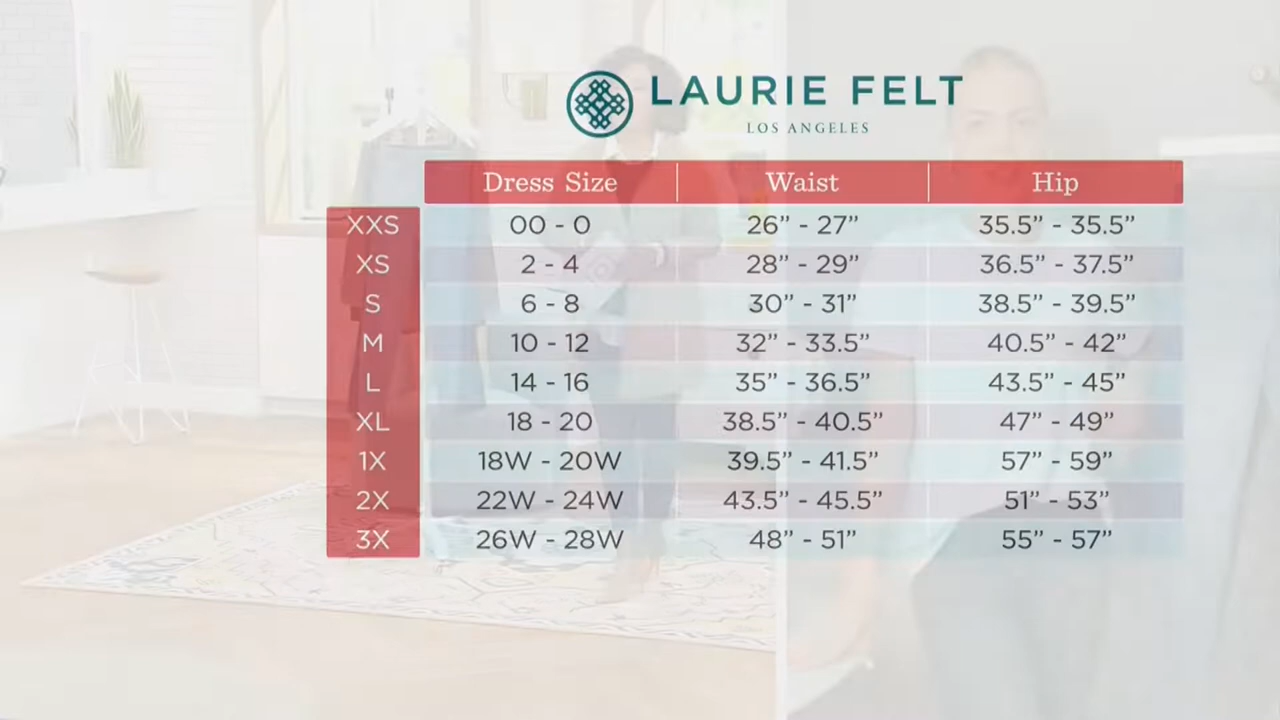 LAURIE FELT
LOS ANGELES
Dress Size Waist Hip
XXS 00 - 0 26” - 27” 35.5” - 35.5”
XS 2 - 4 28” - 29” 36.5” - 37.5”
S 6 - 8 30” - 31” 38.5” - 39.5”
M 10 - 12 32” - 33.5” 40.5” - 42”
L 14 - 16 35” - 36.5” 43.5” - 45”
XL 18 - 20 38.5” - 40.5” 47” - 49”
1X 18W - 20W 39.5” - 41.5” 57” - 59”
2X 22W - 24W 43.5” - 45.5” 51” - 53”
3X 26W - 28W 48” - 51” 55” - 57”